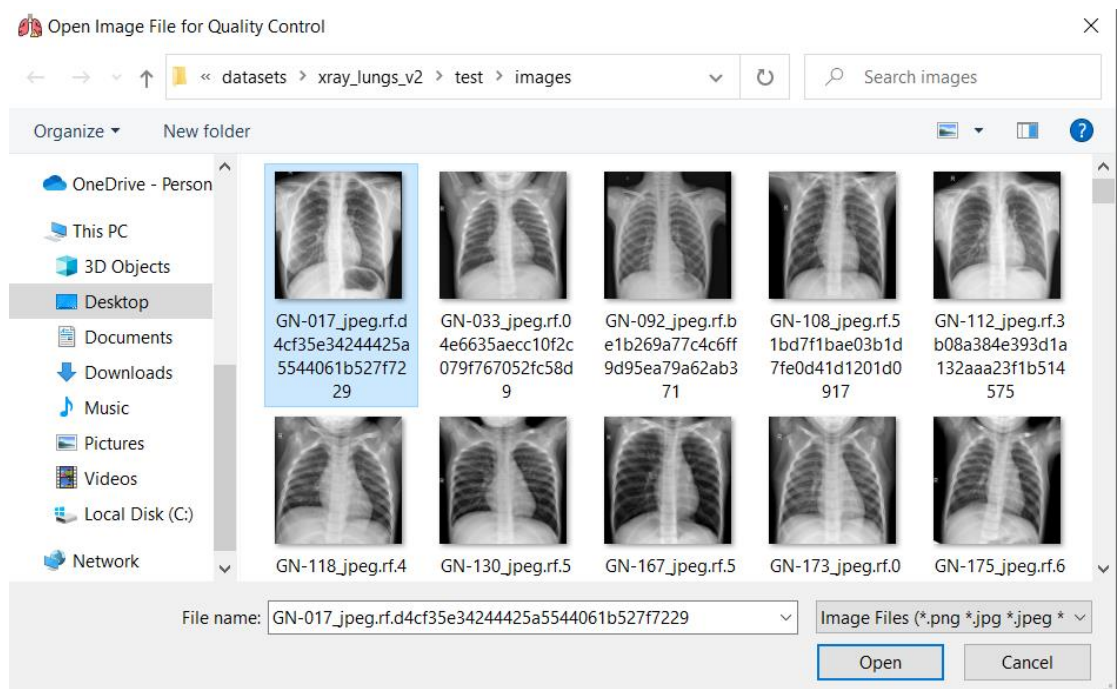 Open Image File for Quality Control
« datasets > xray_lungs_v2 > test > images
Search images
Organize
New folder
OneDrive - Person
This PC
3D Objects
Desktop
Documents
Downloads
Music
Pictures
Videos
Local Disk (C:)
Network
GN-017_jpeg.rf.d
4cf35e34244425a
5544061b527f72
29
GN-033_jpeg.rf.0
4e6635aecc10f2c
079f767052fc58d
9
GN-092_jpeg.rf.b
e1b269a77c4c6ff
9d95ea79a62ab3
71
GN-108_jpeg.rf.5
1bd7f1bae03b1d
7fe0d41d1201d0
917
GN-112_jpeg.rf.3
b08a384e393d1a
132aaa23f1b514
575
GN-118_jpeg.rf.4
GN-130_jpeg.rf.5
GN-167_jpeg.rf.5
GN-173_jpeg.rf.0
GN-175_jpeg.rf.6
File name:
GN-017_jpeg.rf.d4cf35e34244425a5544061b527f7229
Image Files (*.png *.jpg *.jpeg *
Open
Cancel